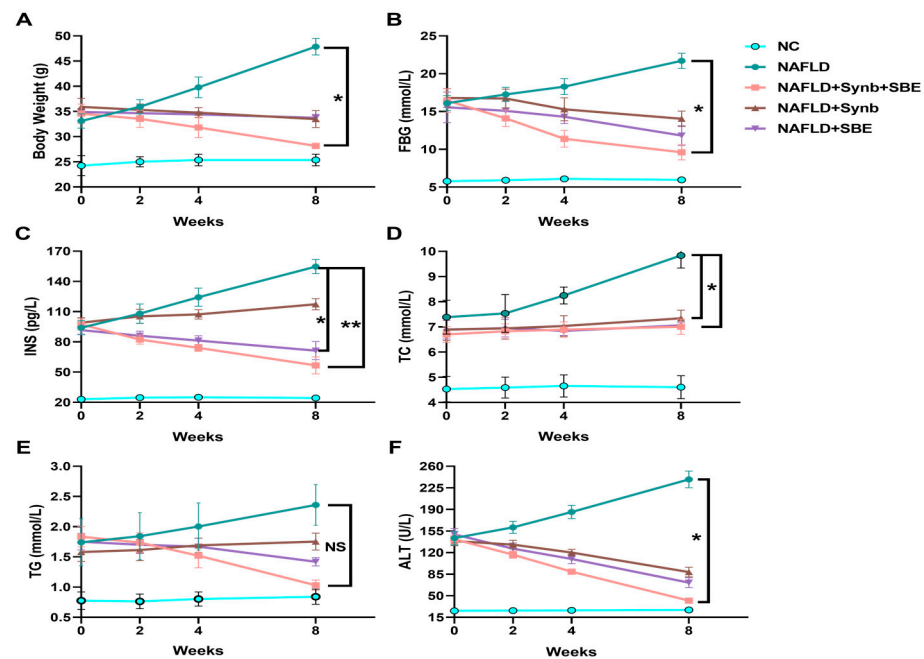 A
Body Weight (g)
50
45
40
35
30
25
20
0 2 4 8
Weeks
*
B
FBG (mmol/L)
25
20
15
10
5
0 2 4 8
Weeks
*
NC
NAFLD
NAFLD+Synb+SBE
NAFLD+Synb
NAFLD+SBE
C
INS (pg/L)
170
140
110
80
50
20
0 2 4 8
Weeks
* **
D
TC (mmol/L)
10
9
8
7
6
5
4
0 2 4 8
Weeks
*
E
TG (mmol/L)
3.0
2.5
2.0
1.5
1.0
0.5
0 2 4 8
Weeks
NS
F
ALT (U/L)
260
225
155
120
85
50
15
0 2 4 8
Weeks
*